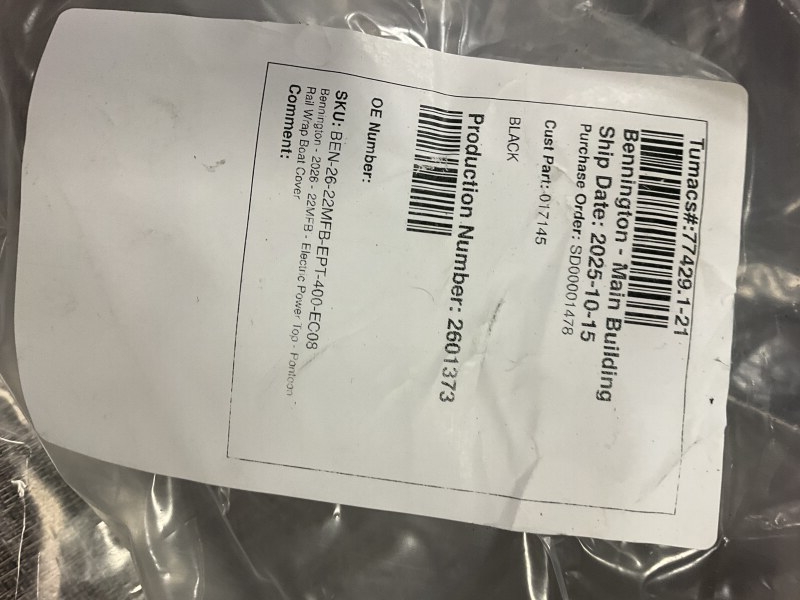 Tumacs#:77429.1-21
Bennington - Main Building
Ship Date: 2025-10-15
Purchase Order: SD00001478
Cust Part: 017145
BLACK
Production Number: 2601373
OE Number:
SKU: BEN-26-22MFB-EPT-400-EC08
Bennington - 2026 - 22MFB - Electric Power Top - Pontoon
Rail Wrap Boat Cover
Comment: